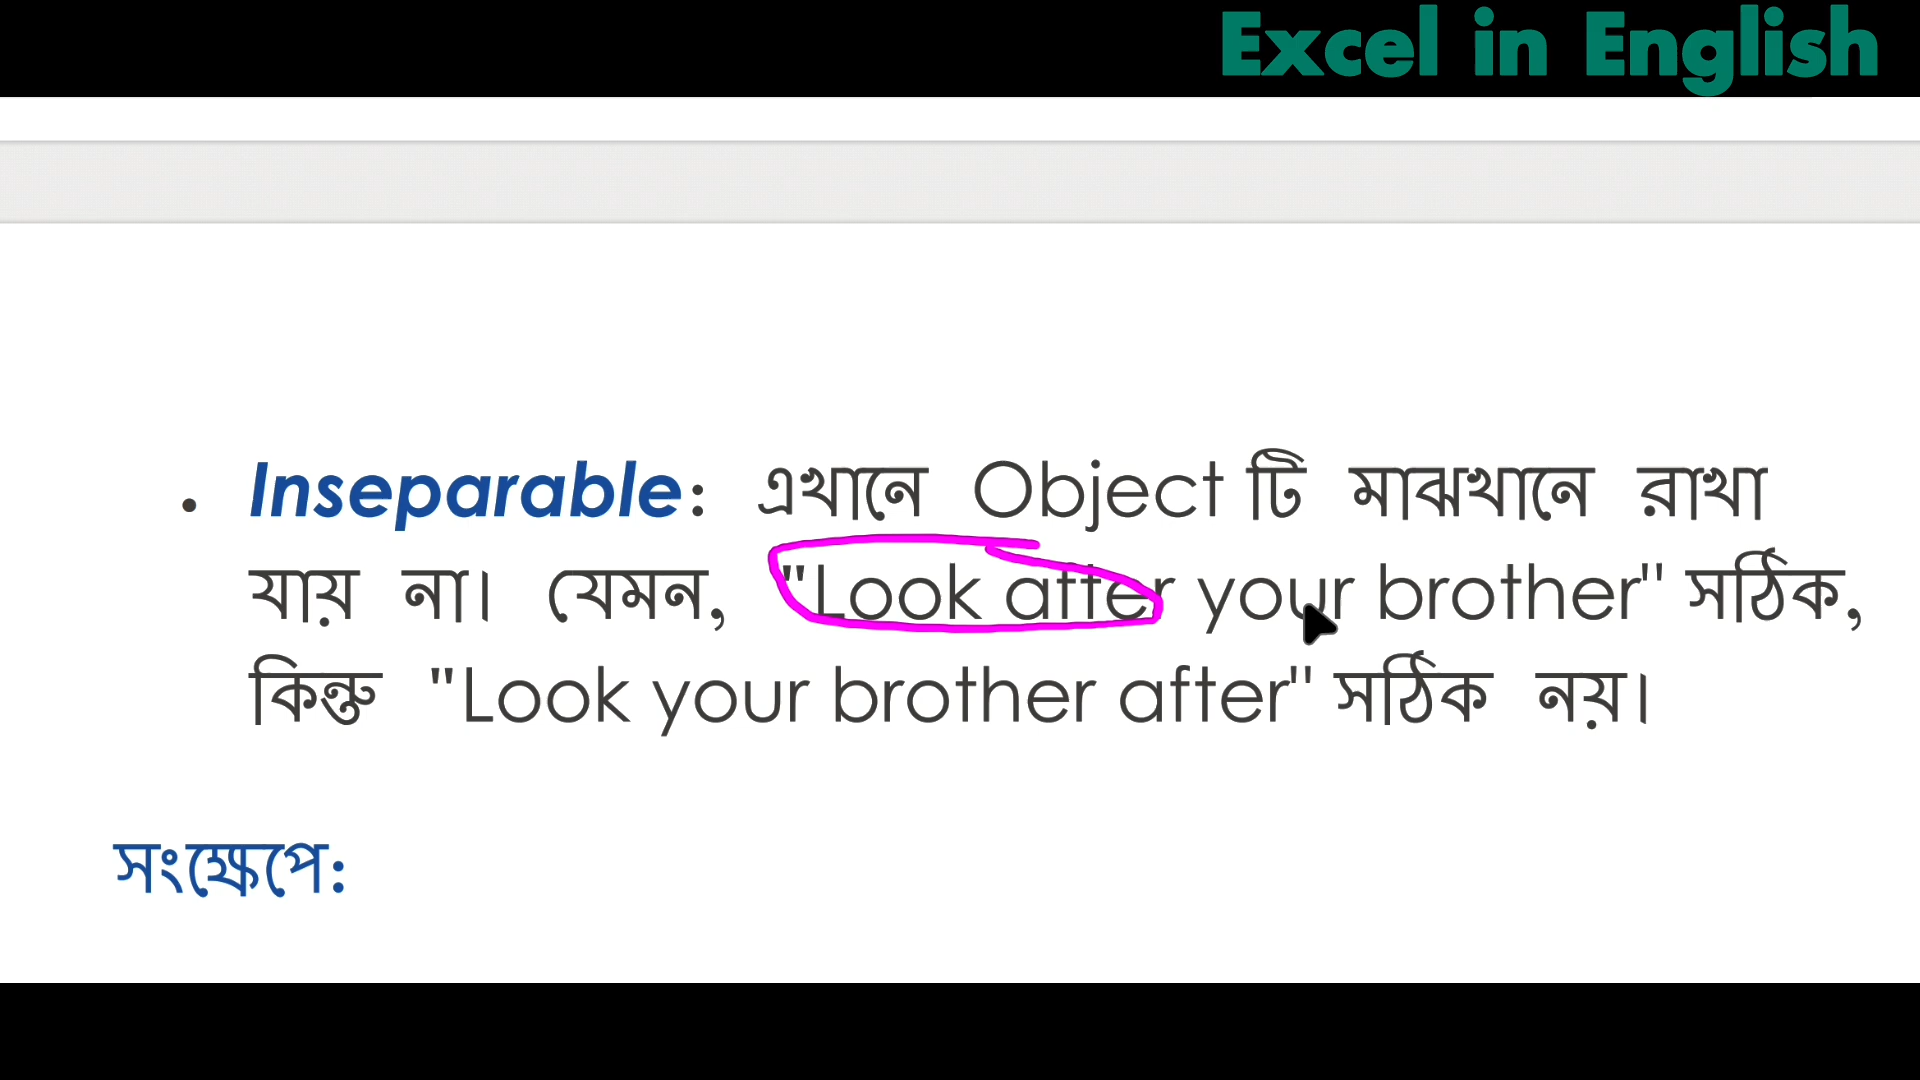 Excel in English
• Inseparable: এখানে Object টি মাঝখানে রাখা
যায় না। যেমন, "Look after your brother" সঠিক,
কিন্তু "Look your brother after" সঠিক নয়।
সংক্ষেপে: